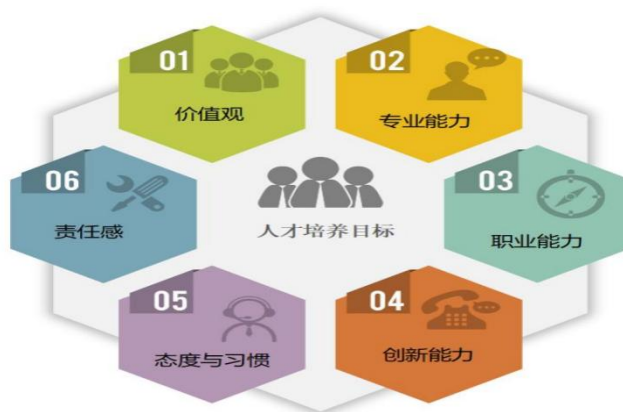 01
价值观
02
专业能力
03
职业能力
04
创新能力
05
态度与习惯
06
责任感
人才培养目标